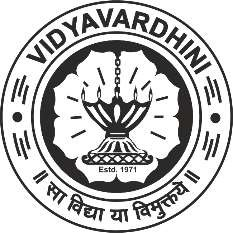 VIDYAVARDHINI
Estd. 1971
॥ सा विद्या या विमुक्तये ॥